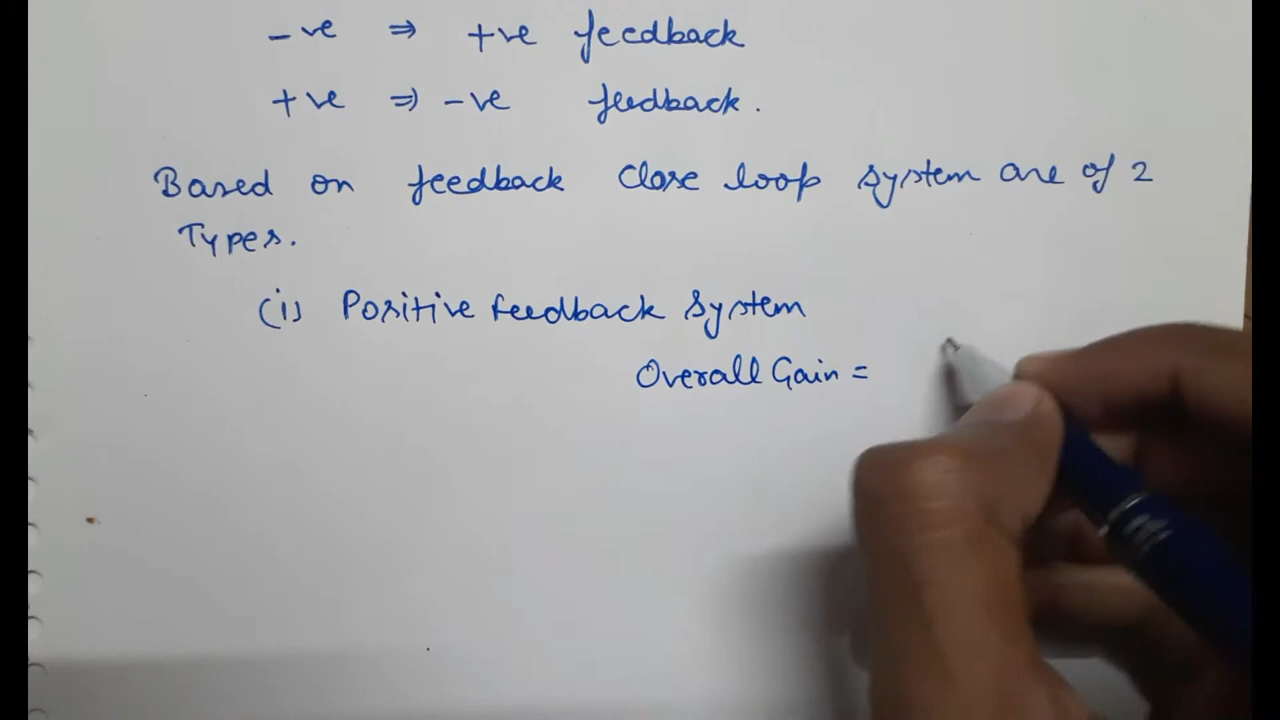 -ve ⇒ +ve feedback
+ve ⇒ -ve feedback.
Based on feedback close loop system are of 2
Types.
(i) Positive feedback system
Overall Gain =